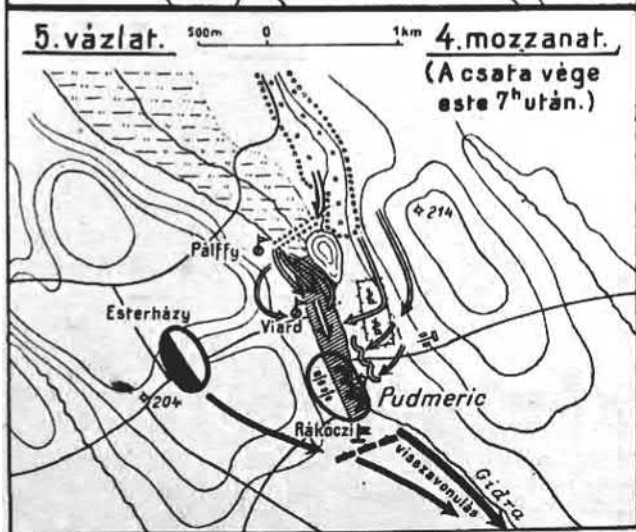 5. vázlat.
500m 0 1km
4. mozzanat.
(A csata vége
este 7h után.)
214
Pálffy
Esterházy
Viard
204
Pudmeric
Rákóczi
visszavonulás
Gidra